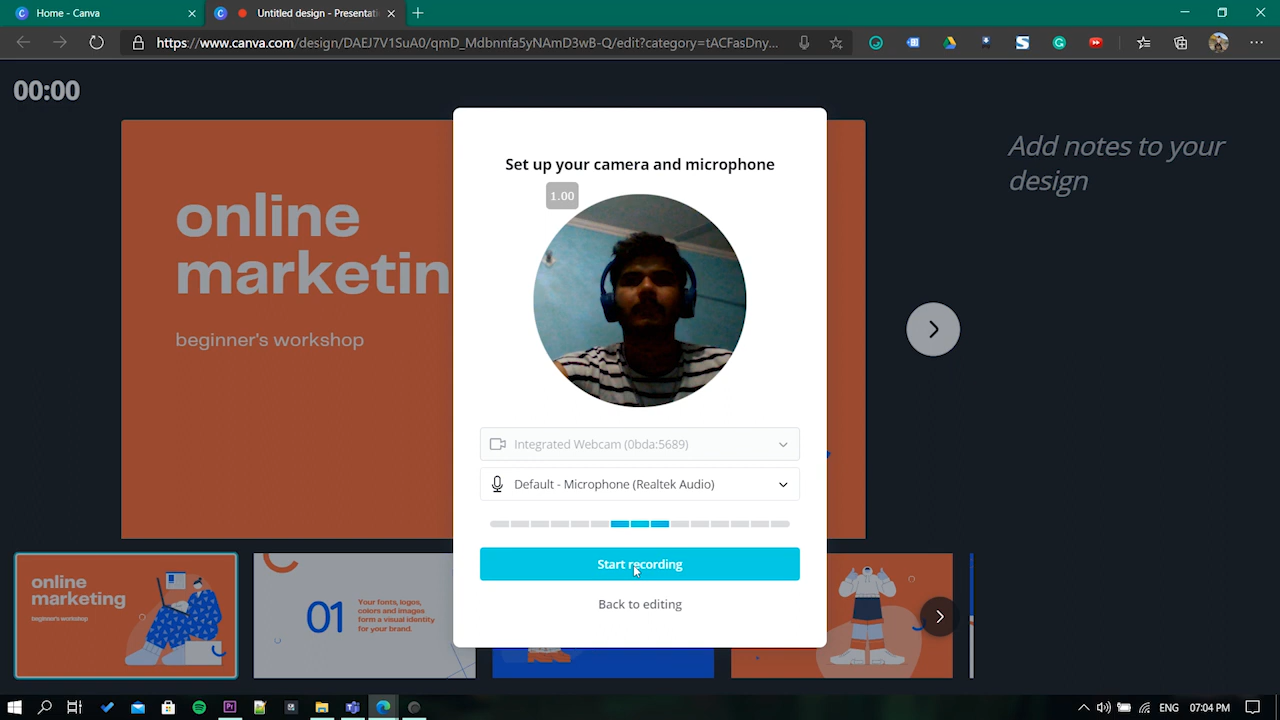 Home - Canva
Untitled design - Presentati
https://www.canva.com/design/DAEJ7V1SuA0/qmD_Mdbnnfa5yNAmD3wB-Q/edit?category=tACFasDny...
00:00
Add notes to your
design
online
marketin
beginner's workshop
Set up your camera and microphone
1.00
Integrated Webcam (0bda:5689)
Default - Microphone (Realtek Audio)
Start recording
Back to editing
online
marketing
beginner's workshop
01
Your fonts, logos,
colors and images
form a visual identity
for your brand.
ENG
07:04 PM